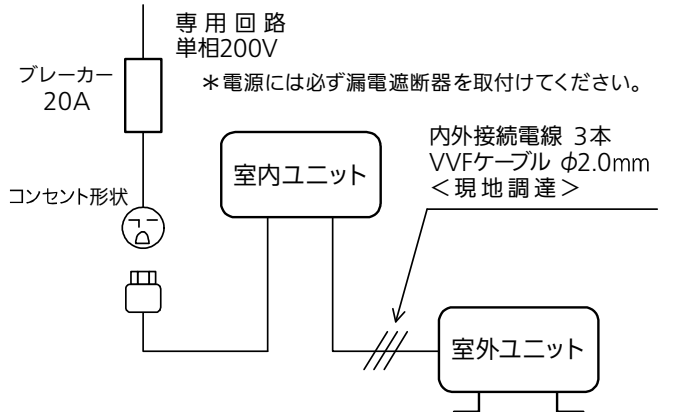 専用回路
単相200V
ブレーカー
20A
＊電源には必ず漏電遮断器を取付けてください。
内外接続電線 3本
VVFケーブル φ2.0mm
＜現地調達＞
室内ユニット
コンセント形状
室外ユニット